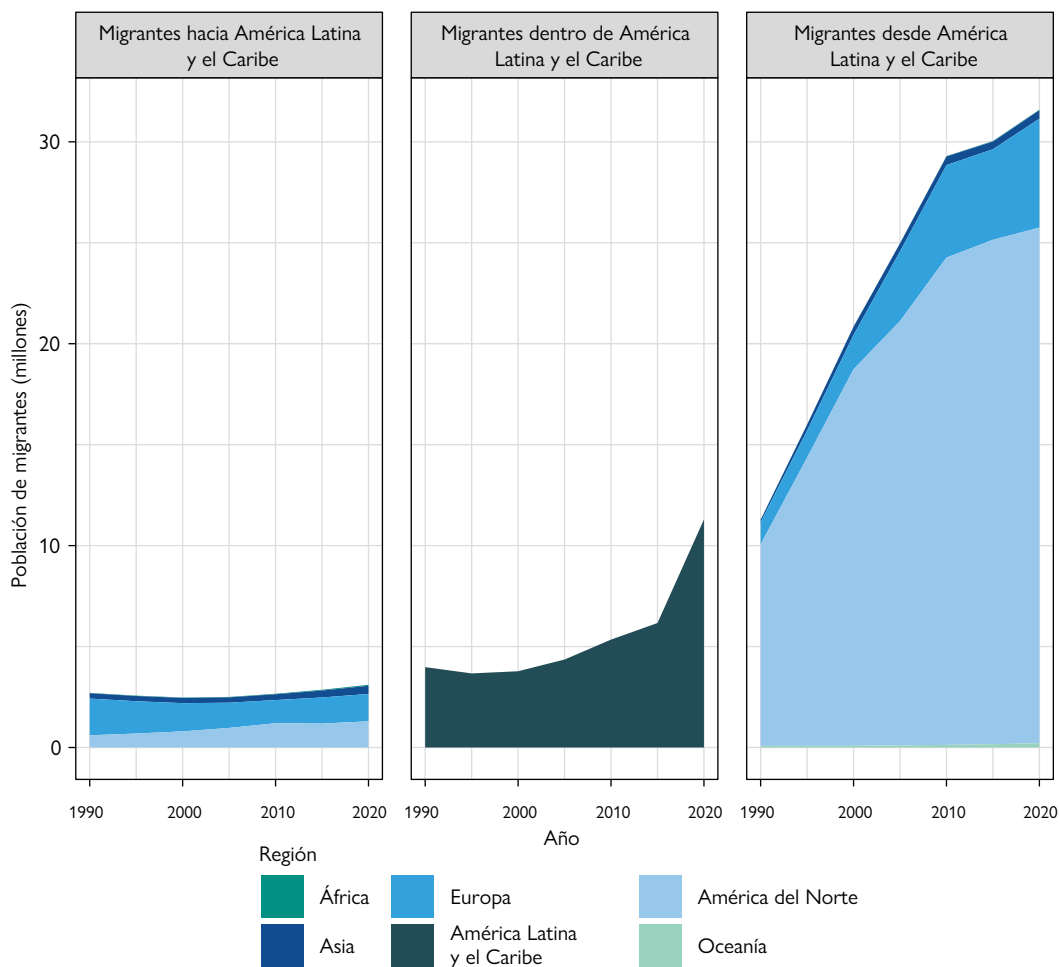 Migrantes hacia América Latina
y el Caribe
Migrantes dentro de América
Latina y el Caribe
Migrantes desde América
Latina y el Caribe
Población de migrantes (millones)
30
20
10
0
1990
2000
2010
2020
1990
2000
2010
2020
1990
2000
2010
2020
Año
Región
África
Europa
América del Norte
Asia
América Latina
y el Caribe
Oceanía